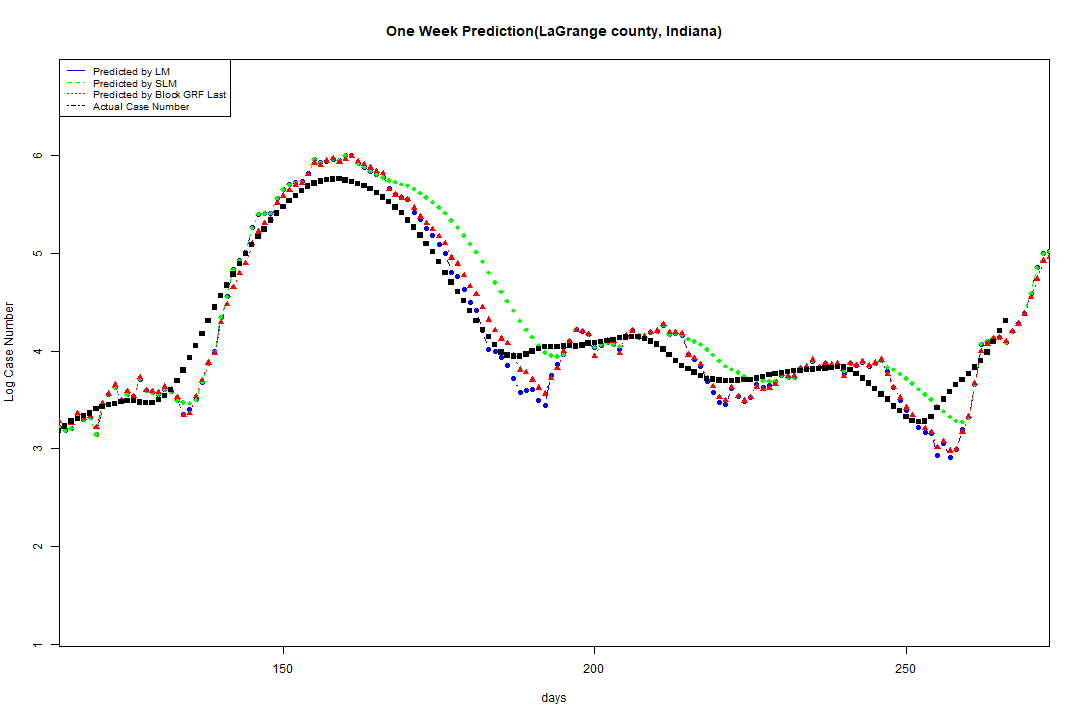 One Week Prediction(LaGrange county, Indiana)
Predicted by LM
Predicted by SLM
Predicted by Block GRF Last
Actual Case Number
6
5
4
3
2
1
Log Case Number
150
200
250
days